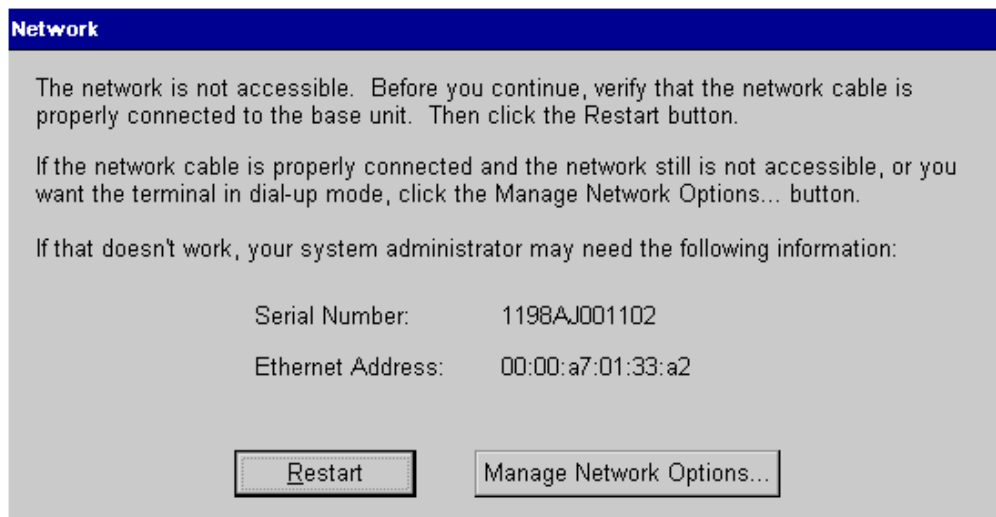 Network
The network is not accessible.  Before you continue, verify that the network cable is
properly connected to the base unit.  Then click the Restart button.
If the network cable is properly connected and the network still is not accessible, or you
want the terminal in dial-up mode, click the Manage Network Options... button.
If that doesn't work, your system administrator may need the following information:
Serial Number: 1198AJ001102
Ethernet Address: 00:00:a7:01:33:a2
Restart Manage Network Options...